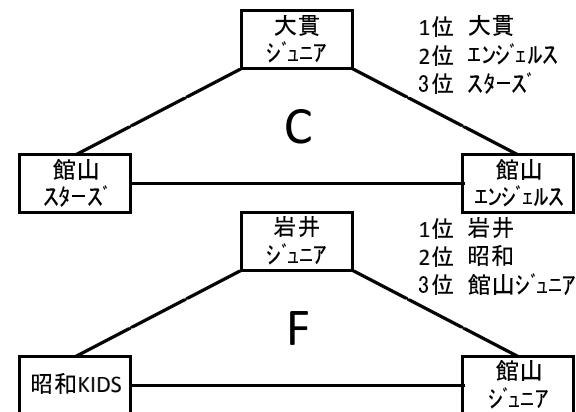 大貫
ジュニア
1位 大貫
2位 エンジェルス
3位 スターズ
C
館山
スターズ
館山
エンジェルス
岩井
ジュニア
1位 岩井
2位 昭和
3位 館山ジュニア
F
昭和KIDS
館山
ジュニア